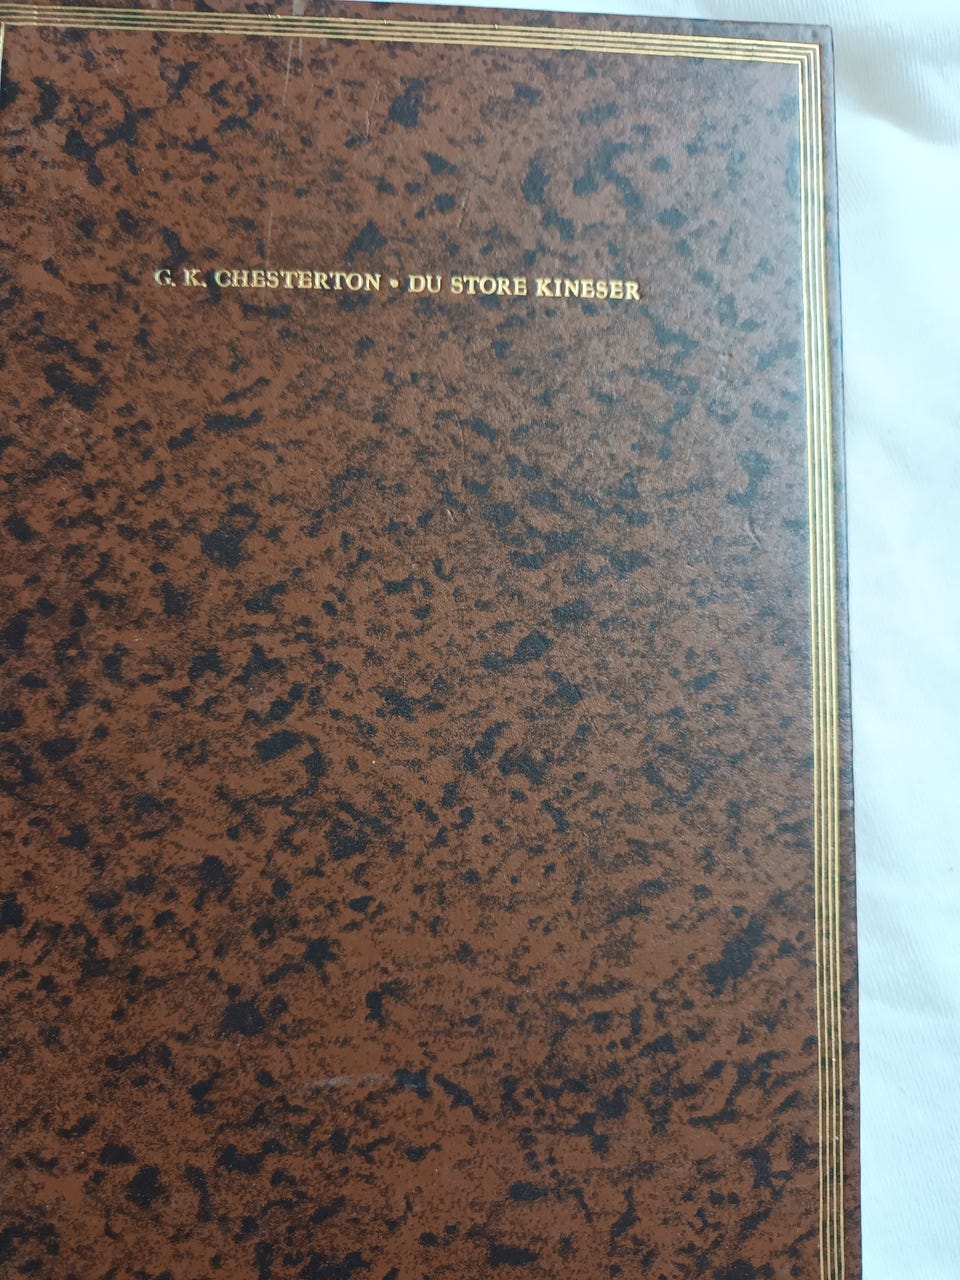 G. K. CHESTERTON • DU STORE KINESER